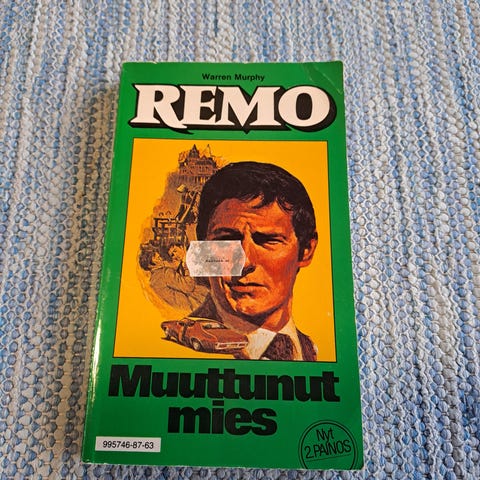 Warren Murphy
REMO
Muuttunut
mies
995746-87-63
Nyt
2.PAINOS